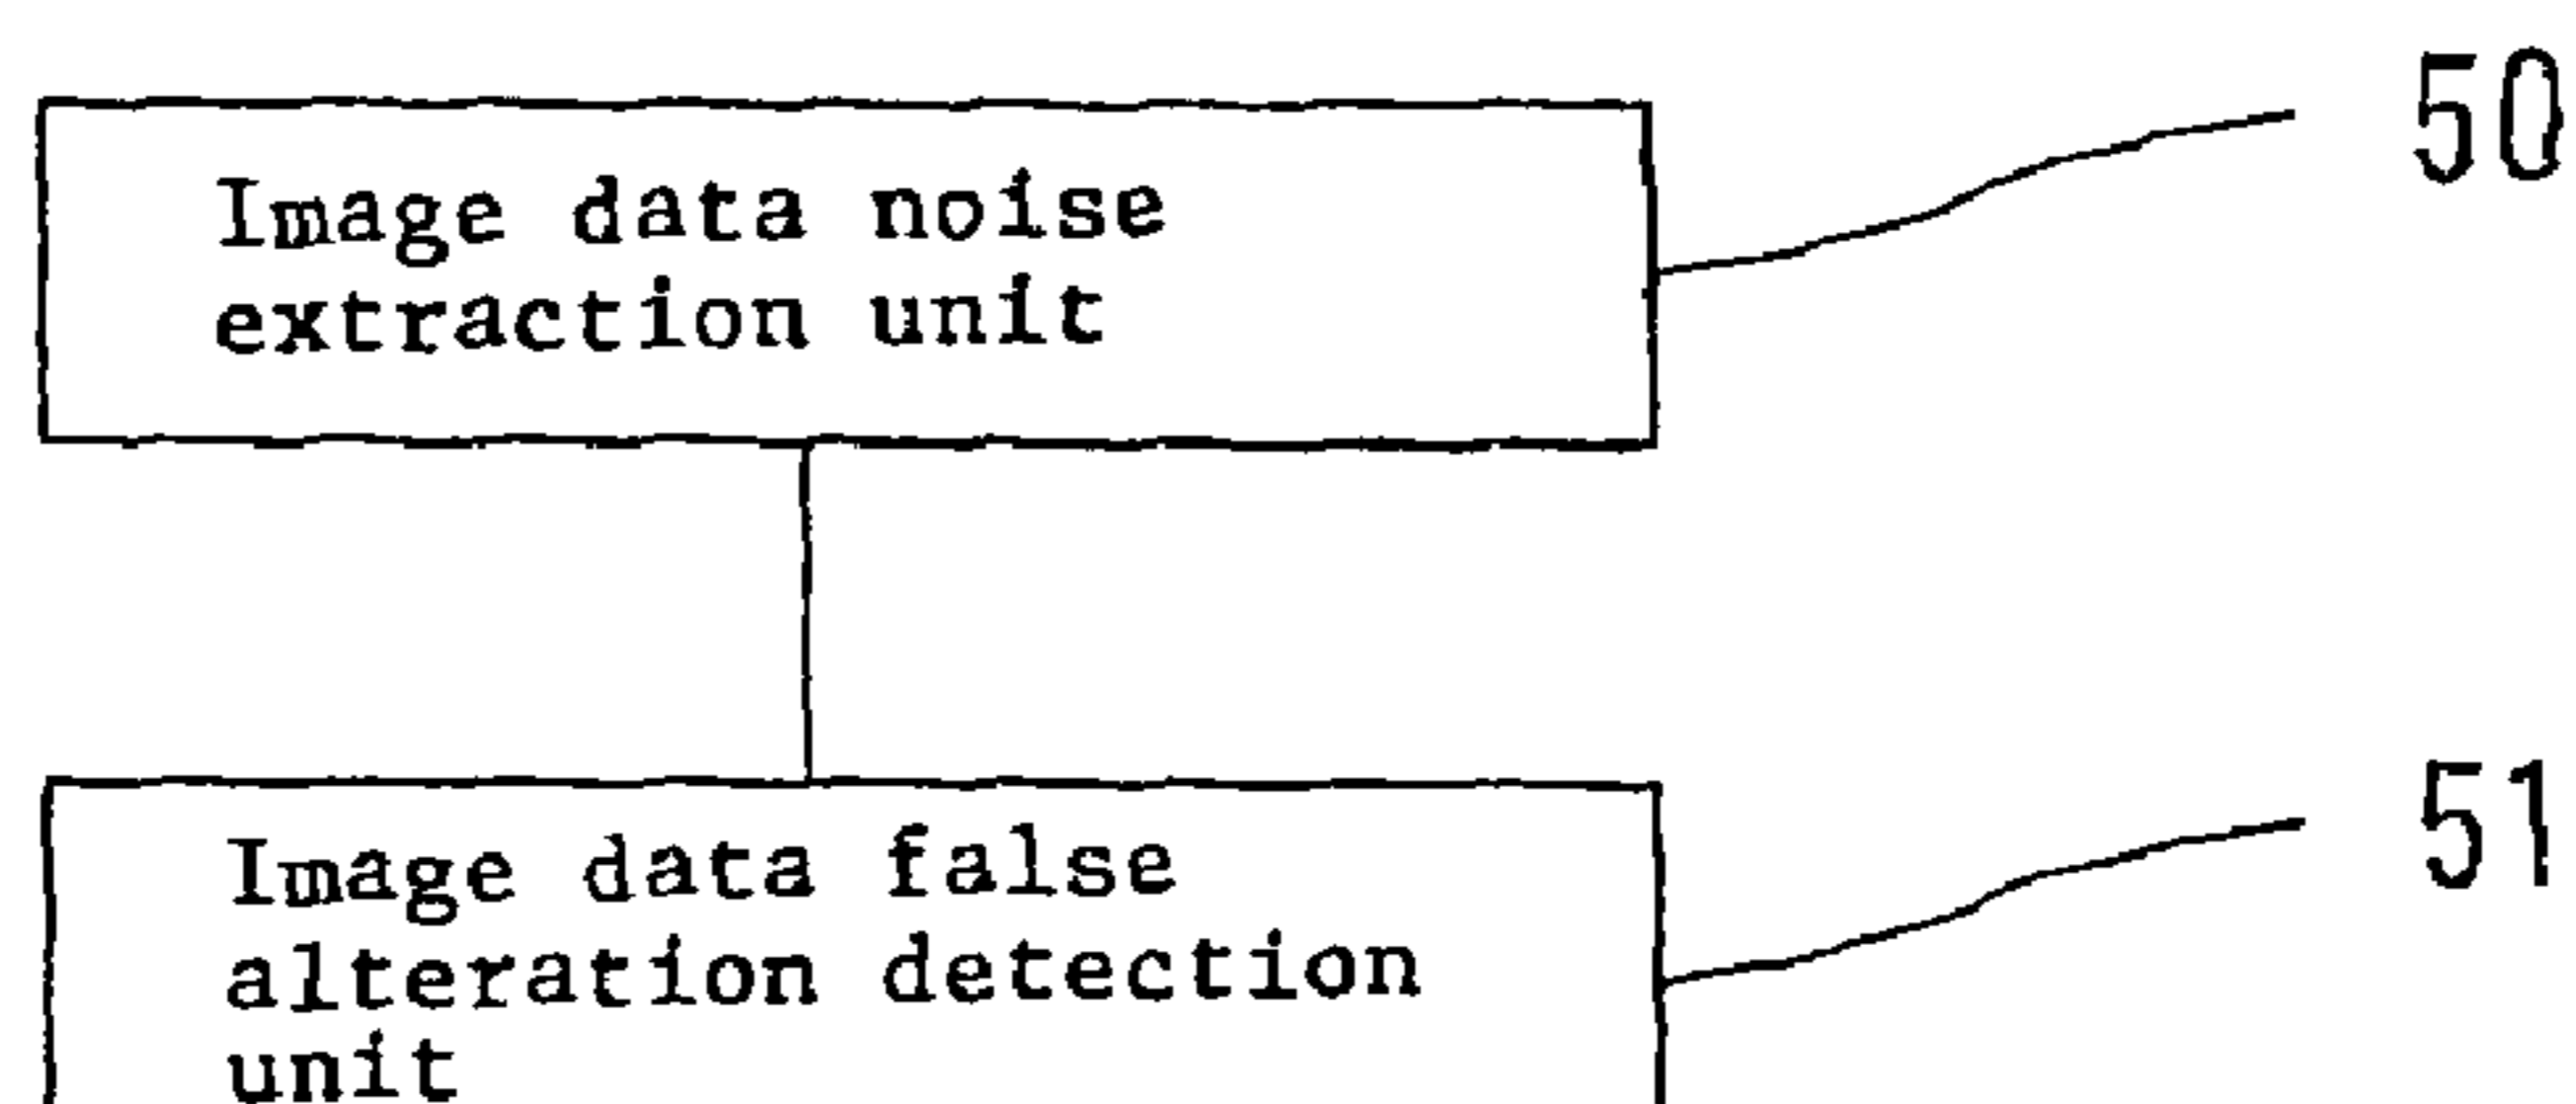 50
Image data noise
extraction unit
51
Image data false
alteration detection
unit